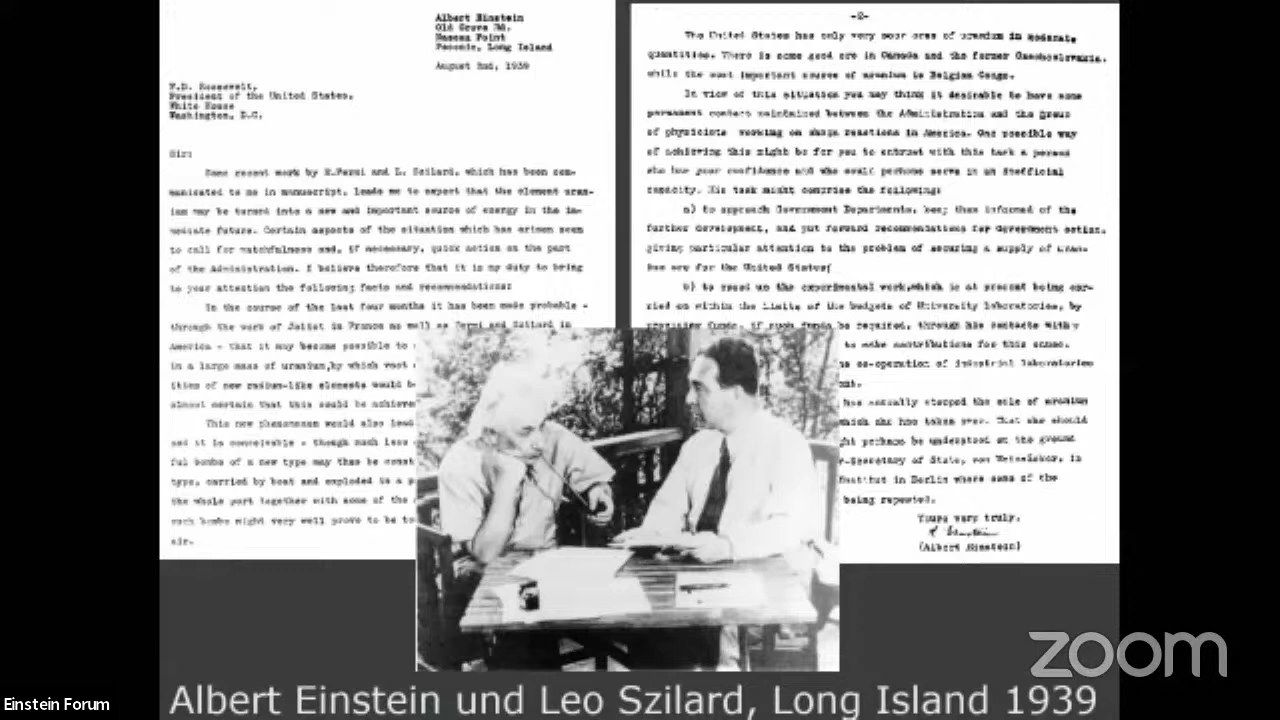 Albert Einstein
Old Grove Rd.
Nassau Point
Peconic, Long Island
August 2nd, 1939
F.D. Roosevelt,
President of the United States,
White House
Washington, D.C.
Sir:
Some recent work by E.Fermi and L. Szilard, which has been com-
municated to me in manuscript, leads me to expect that the element uran-
ium may be turned into a new and important source of energy in the im-
mediate future. Certain aspects of the situation which has arisen seem
to call for watchfulness and, if necessary, quick action on the part
of the Administration. I believe therefore that it is my duty to bring
to your attention the following facts and recommendations:
In the course of the last four months it has been made probable -
through the work of Joliot in France as well as Fermi and Szilard in
America - that it may become possible to
in a large mass of uranium,by which vast
ities of new radium-like elements would b
almost certain that this could be achieved
This new phenomenon would also lead
and it is conceivable - though much less
ful bombs of a new type may thus be const
type, carried by boat and exploded in a p
the whole port together with some of the
such bombs might very well prove to be to
air.
-2-
The United States has only very poor ores of uranium in moderate
quantities. There is some good ore in Canada and the former Czechoslovakia,
while the most important source of uranium is Belgian Congo.
In view of this situation you may think it desirable to have some
permanent contact maintained between the Administration and the group
of physicists working on chain reactions in America. One possible way
of achieving this might be for you to entrust with this task a person
who has your confidence and who could perhaps serve in an inofficial
capacity. His task might comprise the following:
a) to approach Government Departments, keep them informed of the
further development, and put forward recommendations for Government action,
giving particular attention to the problem of securing a supply of uran-
ium ore for the United States;
b) to speed up the experimental work,which is at present being car-
ried on within the limits of the budgets of University laboratories, by
providing funds, if such funds be required, through his contacts with y
to make contributions for this cause,
he co-operation of industrial laboratories
ent.
has actually stopped the sale of uranium
which she has taken over. That she should
ght perhaps be understood on the ground
r-Secretary of State, von Weizsäcker, is
Institut in Berlin where some of the
being repeated.
Yours very truly,
(Albert Einstein)
zoom
Einstein Forum
Albert Einstein und Leo Szilard, Long Island 1939